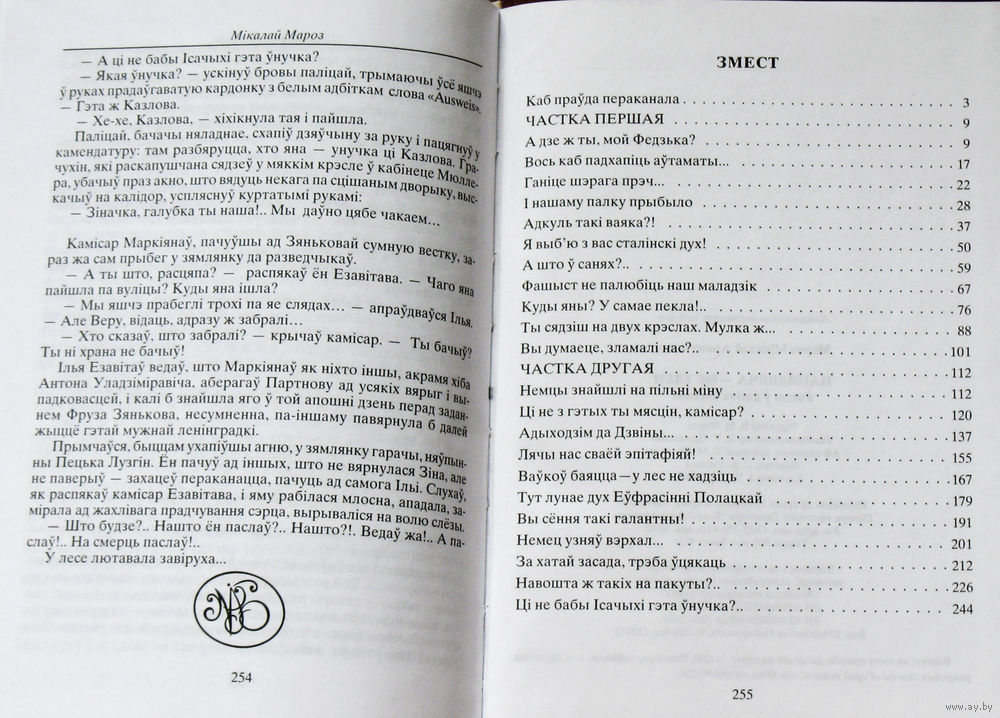 Мікалай Мароз
— А ці не бабы Ісачыхі гэта ўнучка?
— Якая ўнучка? — ускінуў бровы паліцай, трымаючы ўсё яшчэ
ў руках прадаўгаватую кардонку з белым адбіткам слова «Ausweis».
— Гэта ж Казлова.
— Хе-хе, Казлова, — хіхікнула тая і пайшла.
Паліцай, бачачы няладнае, схапіў дзяўчыну за руку і пацягнуў у
камендатуру: там разбяруцца, хто яна — унучка ці Казлова. Гра-
чухін, які раскапушчана сядзеў у мяккім крэсле ў кабінеце Мюлле-
ра, убачыў праз акно, што вядуць некага па сцішаным дворыку, выс-
качыў на калідор, успляснуў куртатымі рукамі:
— Зіначка, галубка ты наша!.. Мы даўно цябе чакаем...
Камісар Маркіянаў, пачуўшы ад Зяньковай сумную вестку, за-
раз жа сам прыбег у зямлянку да разведчыкаў.
— А ты што, расцяпа? — распякаў ён Езавітава. — Чаго яна
пайшла па вуліцы? Куды яна ішла?
— Мы яшчэ прабеглі трохі па яе слядах... — апраўдваўся Ілья.
— Але Веру, відаць, адразу ж забралі...
— Хто сказаў, што забралі? — крычаў камісар. — Ты бачыў?
Ты ні храна не бачыў!
Ілья Езавітаў ведаў, што Маркіянаў як ніхто іншы, акрамя хіба
Антона Уладзіміравіча, аберагаў Партнову ад усякіх вярыг і вы-
падковасцей, і калі б знайшла яго ў той апошні дзень перад задан-
нем Фруза Зянькова, несумненна, па-іншаму павярнула б далей
жыццё гэтай мужнай ленінградкі.
Прымчаўся, быццам ухапіўшы агню, у зямлянку гарачы, няўпын-
ны Пецька Лузгін. Ён пачуў ад іншых, што не вярнулася Зіна, але
не паверыў — захацеў пераканацца, пачуць ад самога Ільі. Слухаў,
як распякаў камісар Езавітава, і яму рабілася млосна, ападала, за-
мірала ад жахлівага прадчування сэрца, вырываліся на волю слёзы.
— Што будзе?.. Нашто ён паслаў?.. Нашто?!. Ведаў жа!.. А па-
слаў!.. На смерць паслаў!..
Ў лесе лютавала завіруха...
254
ЗМЕСТ
Каб праўда пераканала . . . 3
ЧАСТКА ПЕРШАЯ . . . 9
А дзе ж ты, мой Федзька? . . . 9
Вось каб падхапіць аўтаматы... . . . 17
Ганіце шэрага прэч... . . . 22
І нашаму палку прыбыло . . . 28
Адкуль такі ваяка?! . . . 37
Я выб’ю з вас сталінскі дух! . . . 50
А што ў санях?.. . . . 59
Фашыст не палюбіць наш маладзік . . . 67
Куды яны? У самае пекла!.. . . . 76
Ты сядзіш на двух крэслах. Мулка ж... . . . 88
Вы думаеце, зламалі нас?.. . . . 101
ЧАСТКА ДРУГАЯ . . . 112
Немцы знайшлі на пільні міну . . . 112
Ці не з гэтых ты мясцін, камісар? . . . 120
Адыходзім да Дзвіны... . . . 137
Лячы нас сваёй эпітафіяй! . . . 155
Ваўкоў баяцца — у лес не хадзіць . . . 167
Тут лунае дух Еўфрасінні Полацкай . . . 179
Вы сёння такі галантны! . . . 191
Немец узняў вэрхал... . . . 201
За хатай засада, трэба ўцякаць . . . 212
Навошта ж такіх на пакуты?.. . . . 226
Ці не бабы Ісачыхі гэта ўнучка?.. . . . 244
255
www.ay.by